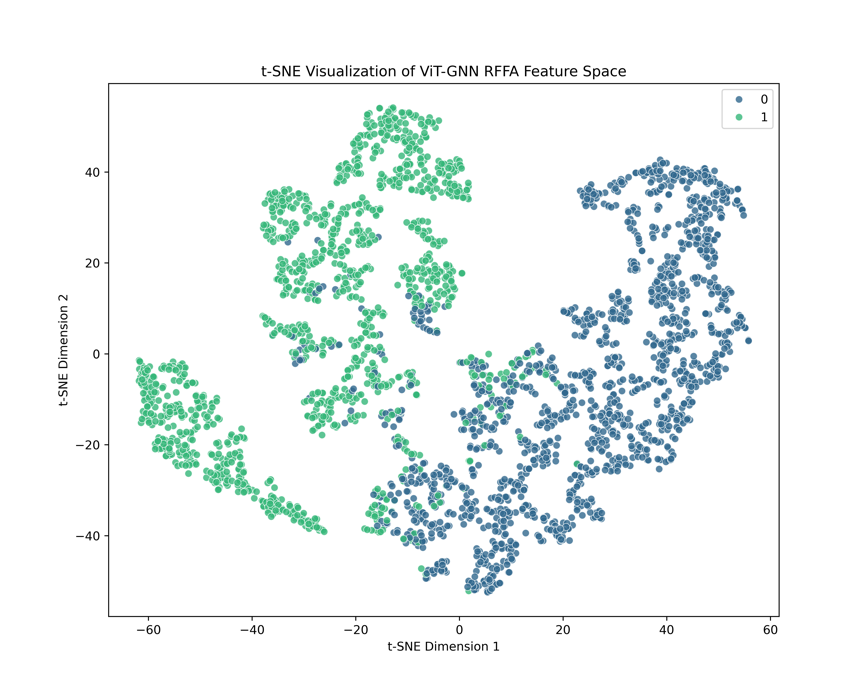 t-SNE Visualization of ViT-GNN RFFA Feature Space
0
1
40
20
0
−20
−40
t-SNE Dimension 2
−60 −40 −20 0 20 40 60
t-SNE Dimension 1